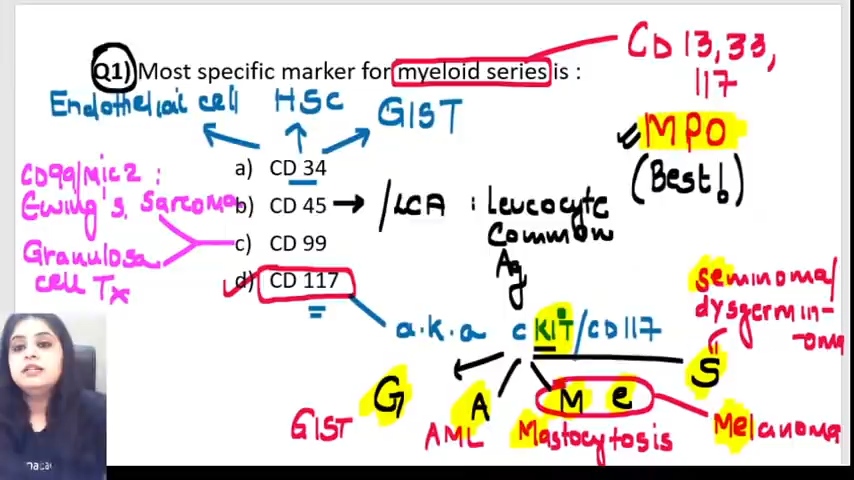 Q1) Most specific marker for myeloid series is :
CD 13, 33,
117
MPO
(Best!)
Endothelial cell
HSC
GIST
a) CD 34
b) CD 45
/LCA : Leucocyte
Common
Ag
c) CD 99
d) CD 117
CD99/Mic2 :
Ewing's Sarcoma
Granulosa
cell Tx
a.k.a cKIT/CD117
seminoma/
dysgermin-
-oma
G
A
M e
S
GIST
AML
Mastocytosis
Melanoma